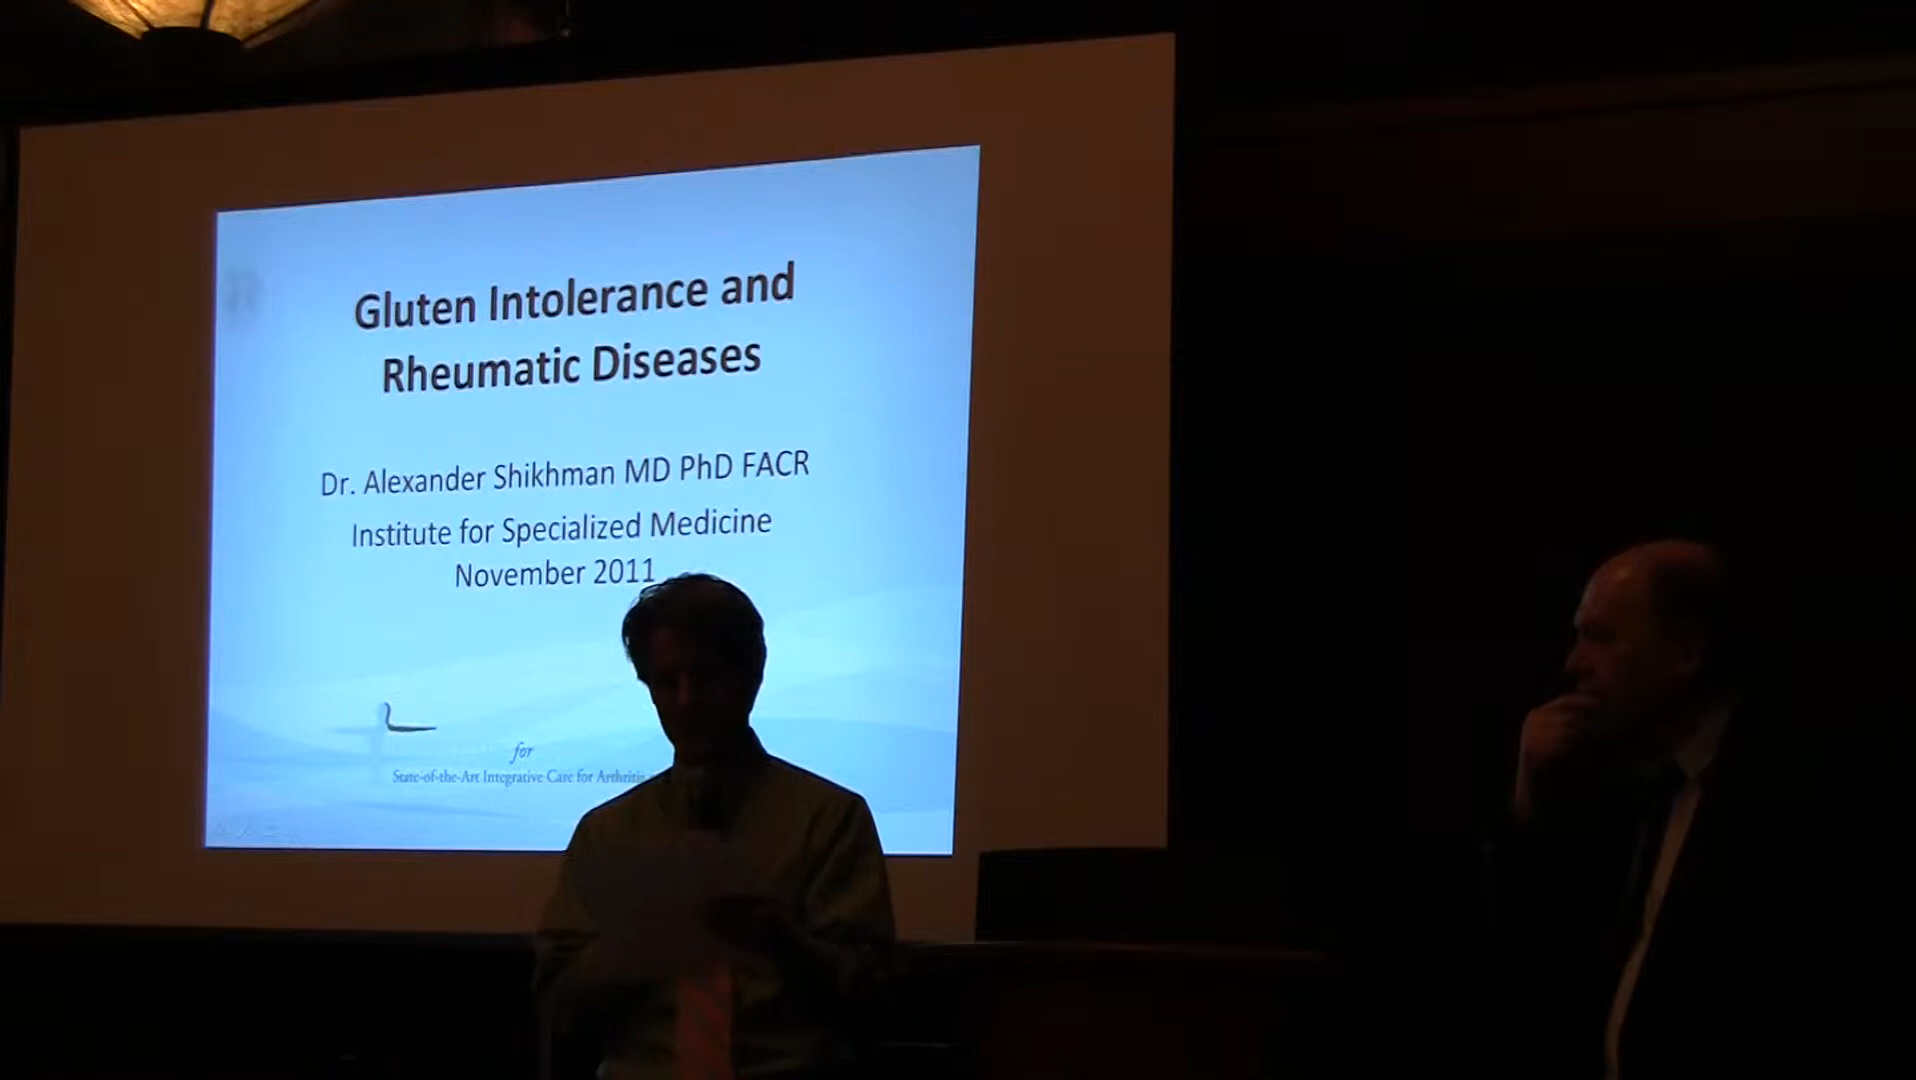 Gluten Intolerance and
Rheumatic Diseases
Dr. Alexander Shikhman MD PhD FACR
Institute for Specialized Medicine
November 2011
for
State-of-the-Art Integrative Care for Arthritis